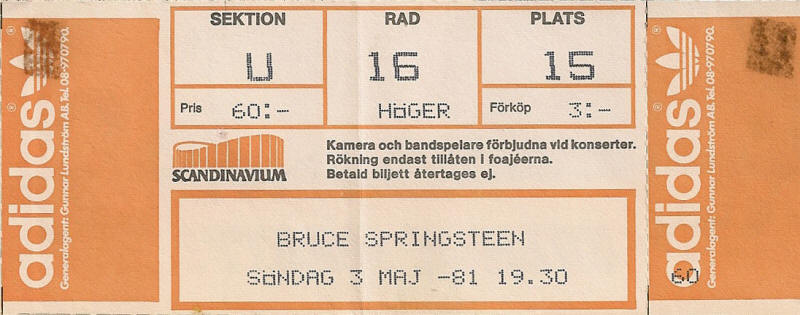 adidas ®
Generalagent: Gunnar Lundström AB. Tel. 08-970790.
SEKTION RAD PLATS
U 16 15
Pris 60:- HÖGER Förköp 3:-
SCANDINAVIUM
Kamera och bandspelare förbjudna vid konserter.
Rökning endast tillåten i foajéerna.
Betald biljett återtages ej.
BRUCE SPRINGSTEEN
SÖNDAG 3 MAJ -81 19.30
adidas ®
Generalagent: Gunnar Lundström AB. Tel. 08-970790.
60